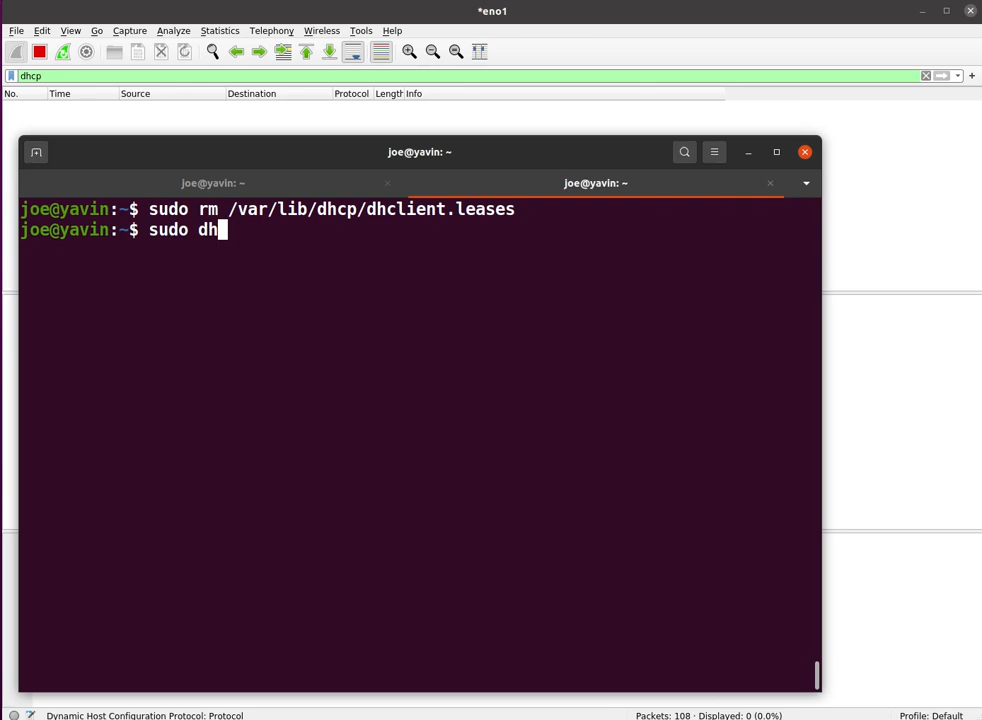 *eno1
File Edit View Go Capture Analyze Statistics Telephony Wireless Tools Help
dhcp
No. Time Source Destination Protocol Length Info
joe@yavin: ~
joe@yavin: ~ joe@yavin: ~
joe@yavin:~$ sudo rm /var/lib/dhcp/dhclient.leases
joe@yavin:~$ sudo dh
Dynamic Host Configuration Protocol: Protocol Packets: 108 · Displayed: 0 (0.0%) Profile: Default